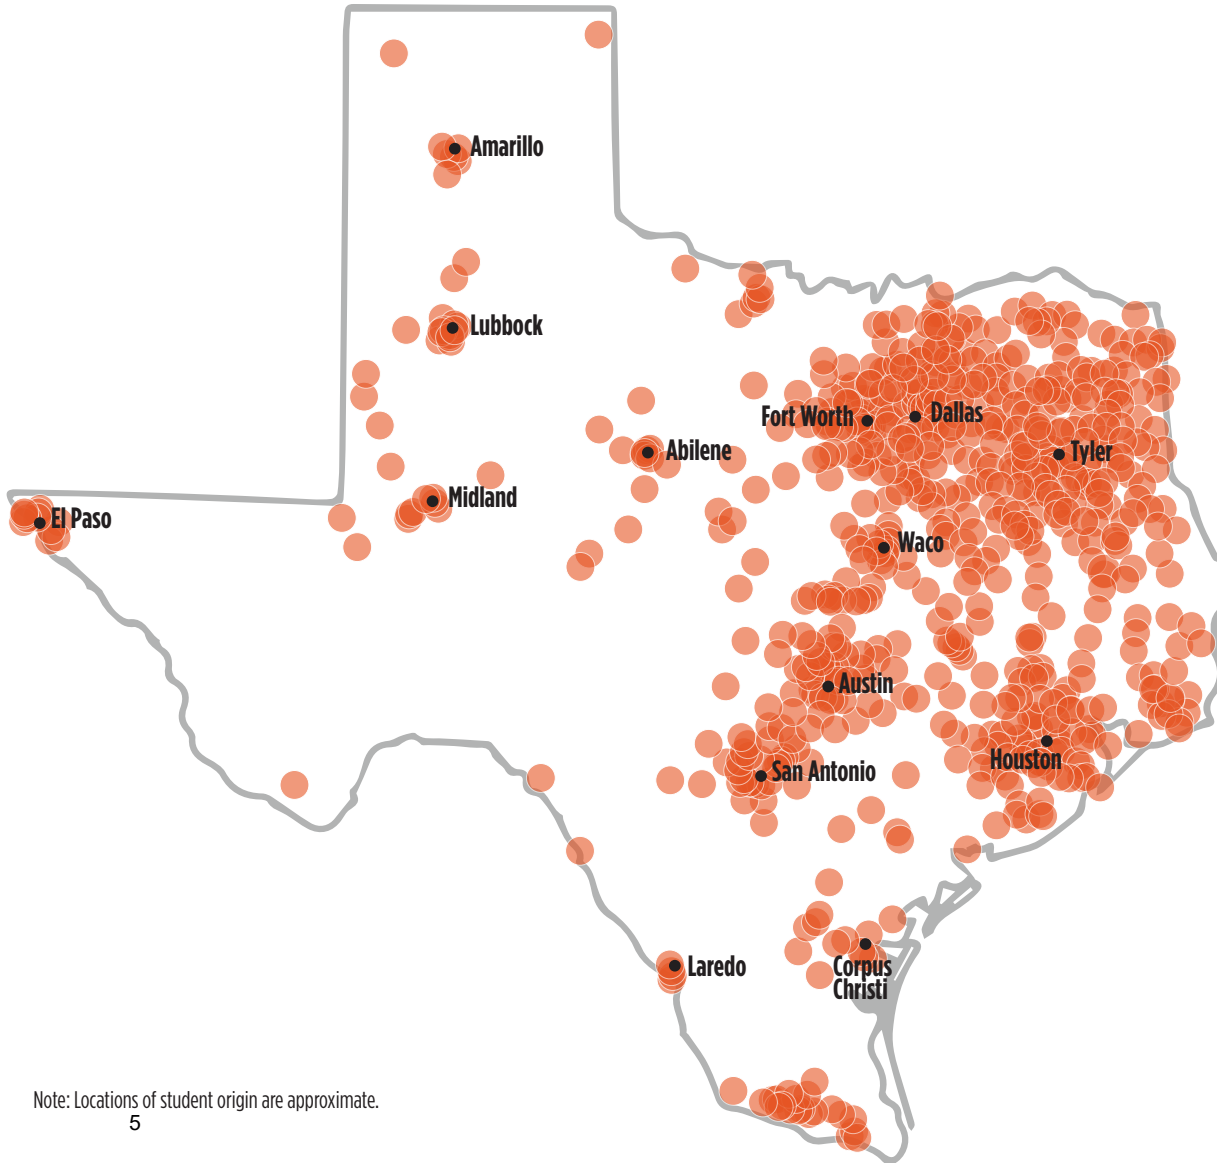 Amarillo
Lubbock
Fort Worth
Dallas
Abilene
Tyler
Midland
El Paso
Waco
Austin
Houston
San Antonio
Laredo
Corpus
Christi
Note: Locations of student origin are approximate.
5